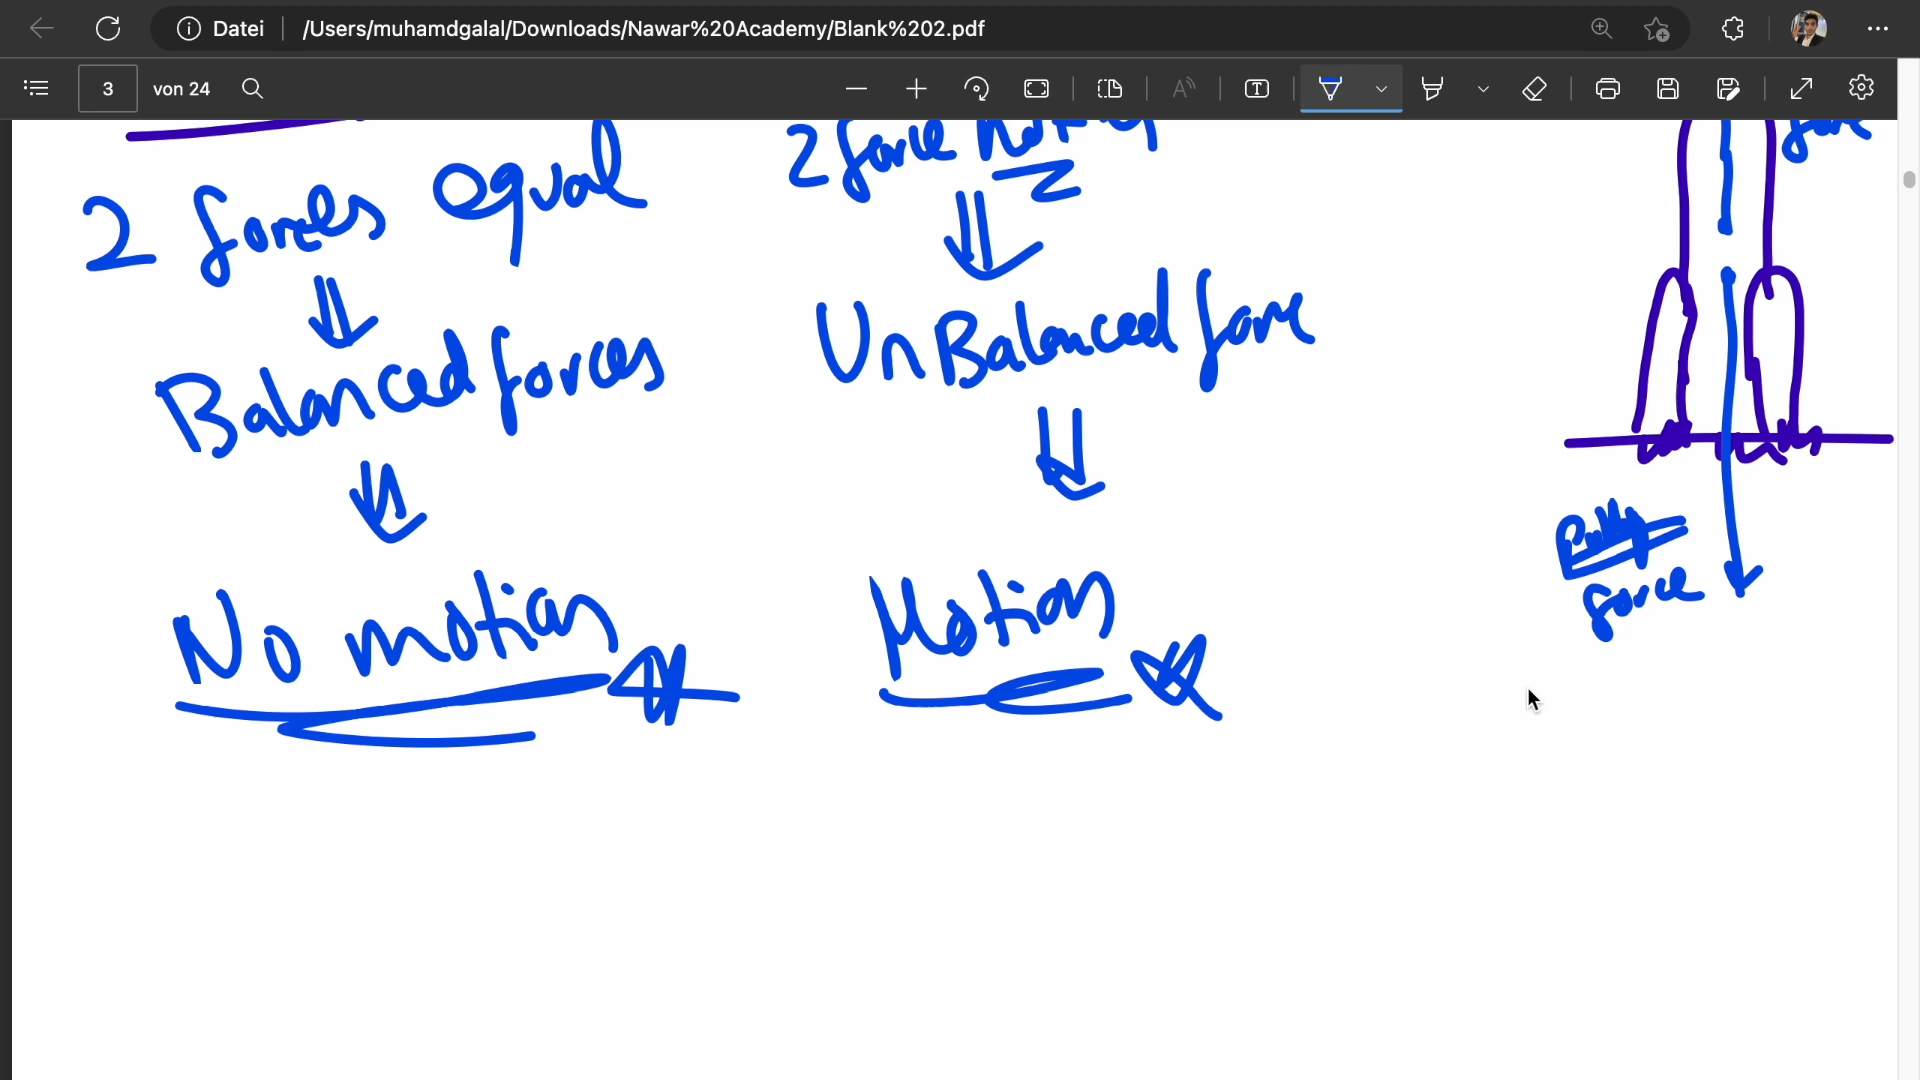 Datei /Users/muhamdgalal/Downloads/Nawar%20Academy/Blank%202.pdf
3 von 24
2 forces equal
Balanced forces
No motion
2 force not
UnBalanced force
Motion
force